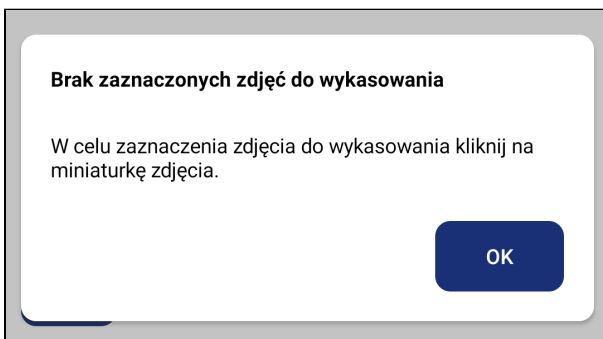 Brak zaznaczonych zdjęć do wykasowania
W celu zaznaczenia zdjęcia do wykasowania kliknij na
miniaturkę zdjęcia.
OK